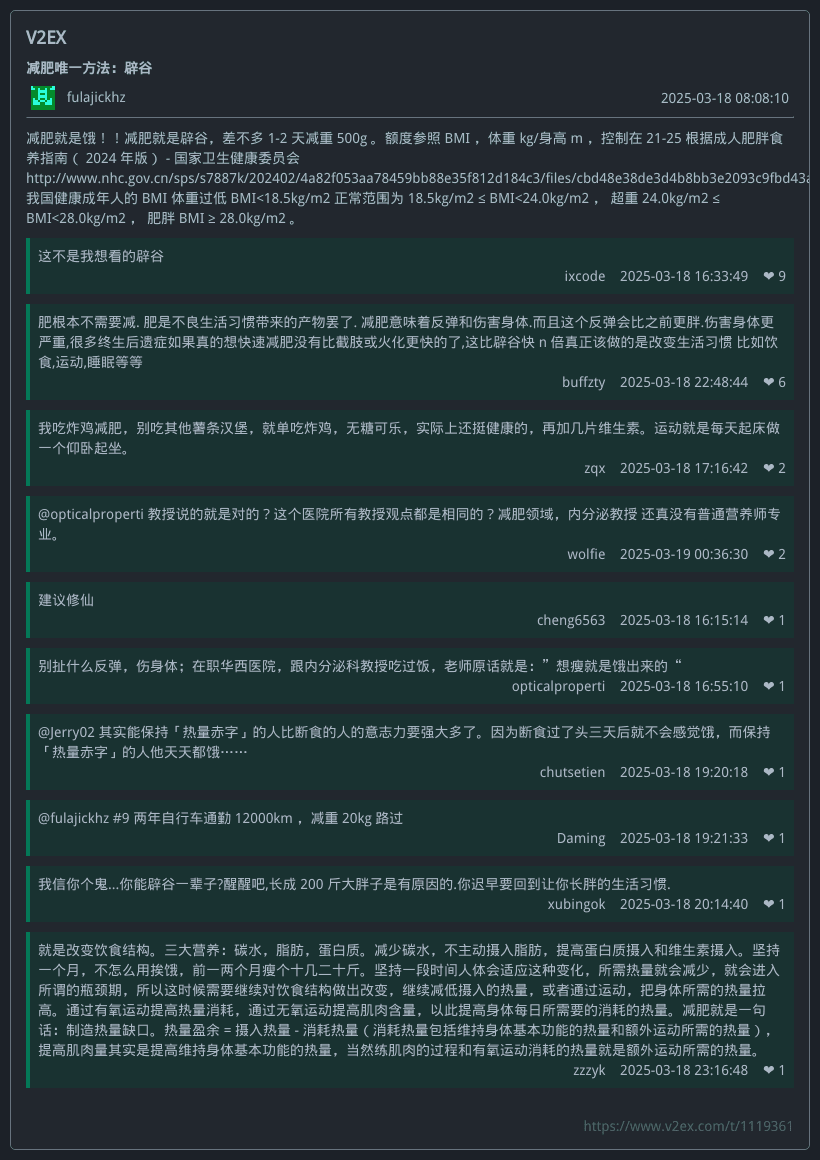 V2EX
减肥唯一方法：辟谷
fulajickhz 2025-03-18 08:08:10
减肥就是饿！！减肥就是辟谷，差不多 1-2 天减重 500g 。额度参照 BMI ，体重 kg/身高 m ，控制在 21-25 根据成人肥胖食
养指南（ 2024 年版） - 国家卫生健康委员会
http://www.nhc.gov.cn/sps/s7887k/202402/4a82f053aa78459bb88e35f812d184c3/files/cbd48e38de3d4b8bb3e2093c9fbd43a
我国健康成年人的 BMI 体重过低 BMI<18.5kg/m2 正常范围为 18.5kg/m2 ≤ BMI<24.0kg/m2 ， 超重 24.0kg/m2 ≤
BMI<28.0kg/m2 ， 肥胖 BMI ≥ 28.0kg/m2 。
这不是我想看的辟谷
ixcode 2025-03-18 16:33:49 ❤ 9
肥根本不需要减. 肥是不良生活习惯带来的产物罢了. 减肥意味着反弹和伤害身体.而且这个反弹会比之前更胖.伤害身体更
严重,很多终生后遗症如果真的想快速减肥没有比截肢或火化更快的了,这比辟谷快 n 倍真正该做的是改变生活习惯 比如饮
食,运动,睡眠等等
buffzty 2025-03-18 22:48:44 ❤ 6
我吃炸鸡减肥，别吃其他薯条汉堡，就单吃炸鸡，无糖可乐，实际上还挺健康的，再加几片维生素。运动就是每天起床做
一个仰卧起坐。
zqx 2025-03-18 17:16:42 ❤ 2
@opticalproperti 教授说的就是对的？这个医院所有教授观点都是相同的？减肥领域，内分泌教授 还真没有普通营养师专
业。
wolfie 2025-03-19 00:36:30 ❤ 2
建议修仙
cheng6563 2025-03-18 16:15:14 ❤ 1
别扯什么反弹，伤身体；在职华西医院，跟内分泌科教授吃过饭，老师原话就是：”想瘦就是饿出来的“
opticalproperti 2025-03-18 16:55:10 ❤ 1
@Jerry02 其实能保持「热量赤字」的人比断食的人的意志力要强大多了。因为断食过了头三天后就不会感觉饿，而保持
「热量赤字」的人他天天都饿……
chutsetien 2025-03-18 19:20:18 ❤ 1
@fulajickhz #9 两年自行车通勤 12000km ，减重 20kg 路过
Daming 2025-03-18 19:21:33 ❤ 1
我信你个鬼...你能辟谷一辈子?醒醒吧,长成 200 斤大胖子是有原因的.你迟早要回到让你长胖的生活习惯.
xubingok 2025-03-18 20:14:40 ❤ 1
就是改变饮食结构。三大营养：碳水，脂肪，蛋白质。减少碳水，不主动摄入脂肪，提高蛋白质摄入和维生素摄入。坚持
一个月，不怎么用挨饿，前一两个月瘦个十几二十斤。坚持一段时间人体会适应这种变化，所需热量就会减少，就会进入
所谓的瓶颈期，所以这时候需要继续对饮食结构做出改变，继续减低摄入的热量，或者通过运动，把身体所需的热量拉
高。通过有氧运动提高热量消耗，通过无氧运动提高肌肉含量，以此提高身体每日所需要的消耗的热量。减肥就是一句
话：制造热量缺口。热量盈余 = 摄入热量 - 消耗热量（消耗热量包括维持身体基本功能的热量和额外运动所需的热量），
提高肌肉量其实是提高维持身体基本功能的热量，当然练肌肉的过程和有氧运动消耗的热量就是额外运动所需的热量。
zzzyk 2025-03-18 23:16:48 ❤ 1
https://www.v2ex.com/t/1119361